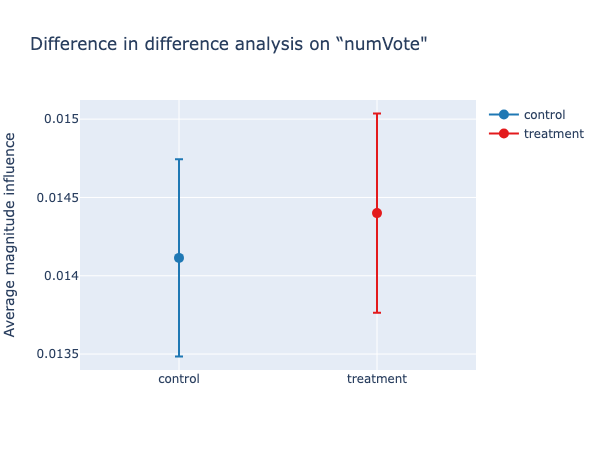 Difference in difference analysis on “numVote"
control
treatment
Average magnitude influence
0.015
0.0145
0.014
0.0135
control
treatment